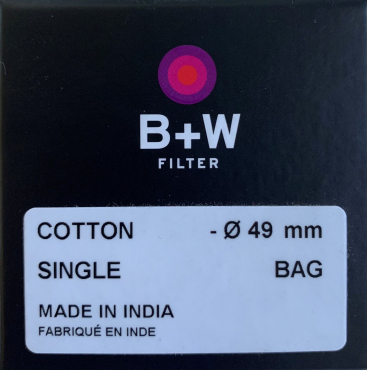 B+W
FILTER
COTTON - Ø 49 mm
SINGLE BAG
MADE IN INDIA
FABRIQUÉ EN INDE